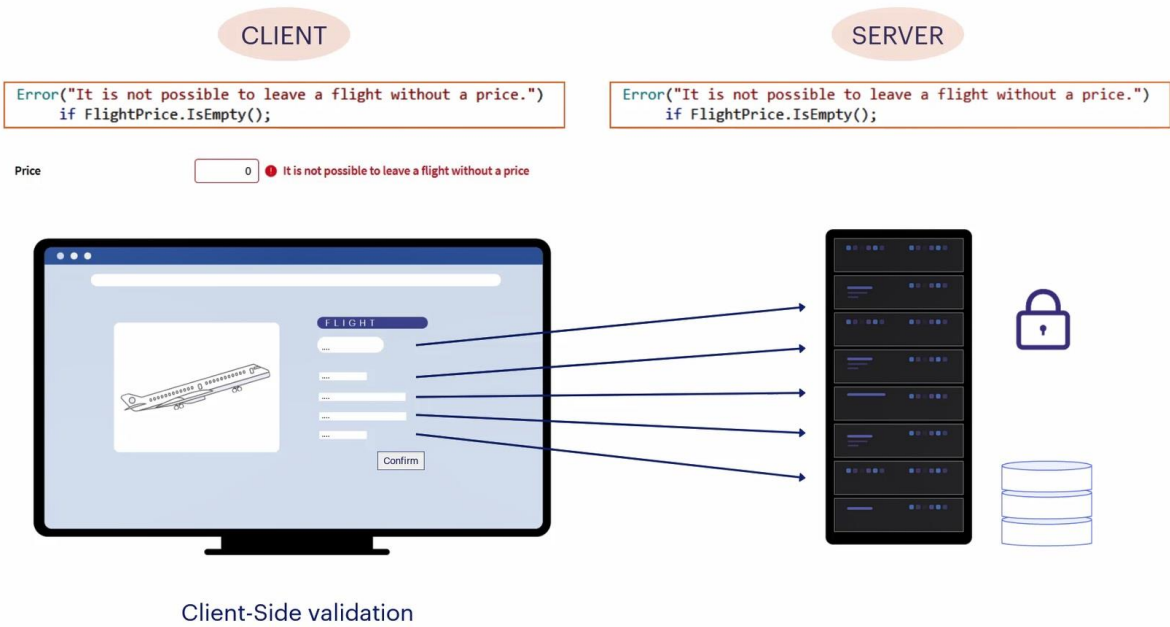 CLIENT
SERVER
Error("It is not possible to leave a flight without a price.")
if FlightPrice.IsEmpty();
Error("It is not possible to leave a flight without a price.")
if FlightPrice.IsEmpty();
Price
0
! It is not possible to leave a flight without a price
FLIGHT
....
....
....
....
....
Confirm
Client-Side validation